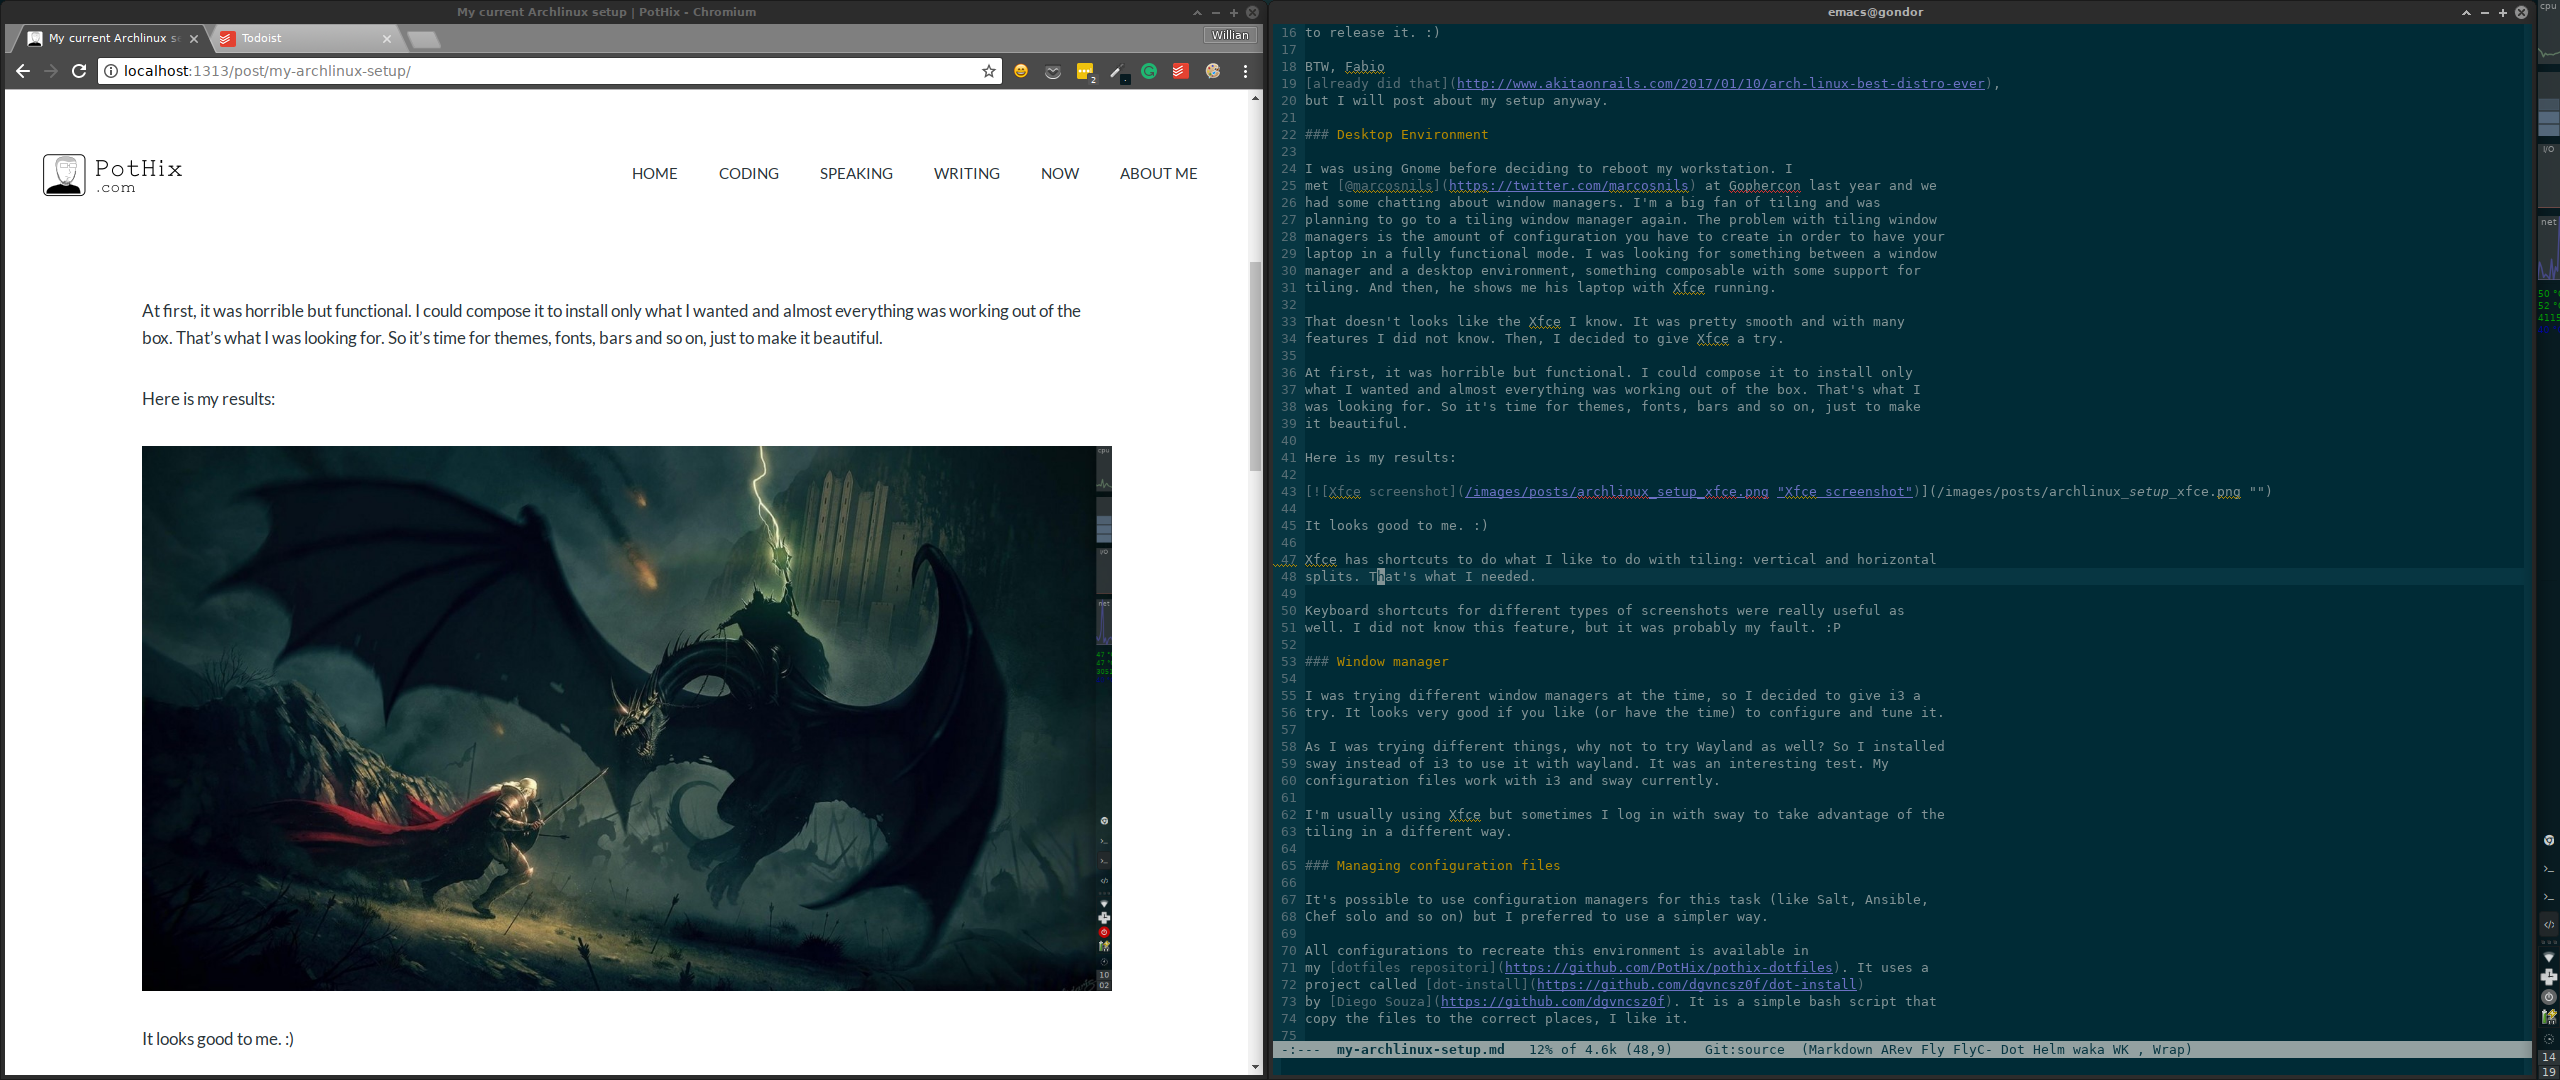 My current Archlinux setup | PotHix - Chromium
My current Archlinux se
Todoist
Willian
localhost:1313/post/my-archlinux-setup/
2
PotHix
.com
HOME
CODING
SPEAKING
WRITING
NOW
ABOUT ME
At first, it was horrible but functional. I could compose it to install only what I wanted and almost everything was working out of the
box. That’s what I was looking for. So it’s time for themes, fonts, bars and so on, just to make it beautiful.
Here is my results:
cpu
I/O
net
47
47
10
02
It looks good to me. :)
emacs@gondor
16 to release it. :)
17
18 BTW, Fabio
19 [already did that](http://www.akitaonrails.com/2017/01/10/arch-linux-best-distro-ever),
20 but I will post about my setup anyway.
21
22 ### Desktop Environment
23
24 I was using Gnome before deciding to reboot my workstation. I
25 met [@marcosnils](https://twitter.com/marcosnils) at Gophercon last year and we
26 had some chatting about window managers. I'm a big fan of tiling and was
27 planning to go to a tiling window manager again. The problem with tiling window
28 managers is the amount of configuration you have to create in order to have your
29 laptop in a fully functional mode. I was looking for something between a window
30 manager and a desktop environment, something composable with some support for
31 tiling. And then, he shows me his laptop with Xfce running.
32
33 That doesn't looks like the Xfce I know. It was pretty smooth and with many
34 features I did not know. Then, I decided to give Xfce a try.
35
36 At first, it was horrible but functional. I could compose it to install only
37 what I wanted and almost everything was working out of the box. That's what I
38 was looking for. So it's time for themes, fonts, bars and so on, just to make
39 it beautiful.
40
41 Here is my results:
42
43 [![Xfce screenshot](/images/posts/archlinux_setup_xfce.png "Xfce screenshot")](/images/posts/archlinux_setup_xfce.png "")
44
45 It looks good to me. :)
46
47 Xfce has shortcuts to do what I like to do with tiling: vertical and horizontal
48 splits. That's what I needed.
49
50 Keyboard shortcuts for different types of screenshots were really useful as
51 well. I did not know this feature, but it was probably my fault. :P
52
53 ### Window manager
54
55 I was trying different window managers at the time, so I decided to give i3 a
56 try. It looks very good if you like (or have the time) to configure and tune it.
57
58 As I was trying different things, why not to try Wayland as well? So I installed
59 sway instead of i3 to use it with wayland. It was an interesting test. My
60 configuration files work with i3 and sway currently.
61
62 I'm usually using Xfce but sometimes I log in with sway to take advantage of the
63 tiling in a different way.
64
65 ### Managing configuration files
66
67 It's possible to use configuration managers for this task (like Salt, Ansible,
68 Chef solo and so on) but I preferred to use a simpler way.
69
70 All configurations to recreate this environment is available in
71 my [dotfiles repositori](https://github.com/PotHix/pothix-dotfiles). It uses a
72 project called [dot-install](https://github.com/dgvncsz0f/dot-install)
73 by [Diego Souza](https://github.com/dgvncsz0f). It is a simple bash script that
74 copy the files to the correct places, I like it.
75
-:--- my-archlinux-setup.md 12% of 4.6k (48,9) Git:source (Markdown ARev Fly FlyC- Dot Helm waka WK , Wrap)
cpu
I/O
net
50 °
52 °
4115
14
19